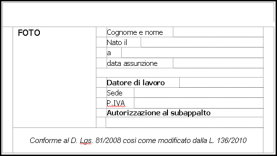 FOTO
Cognome e nome
Nato il
a
data assunzione
Datore di lavoro
Sede
P.IVA
Autorizzazione al subappalto
Conforme al D. Lgs. 81/2008 così come modificato dalla L. 136/2010